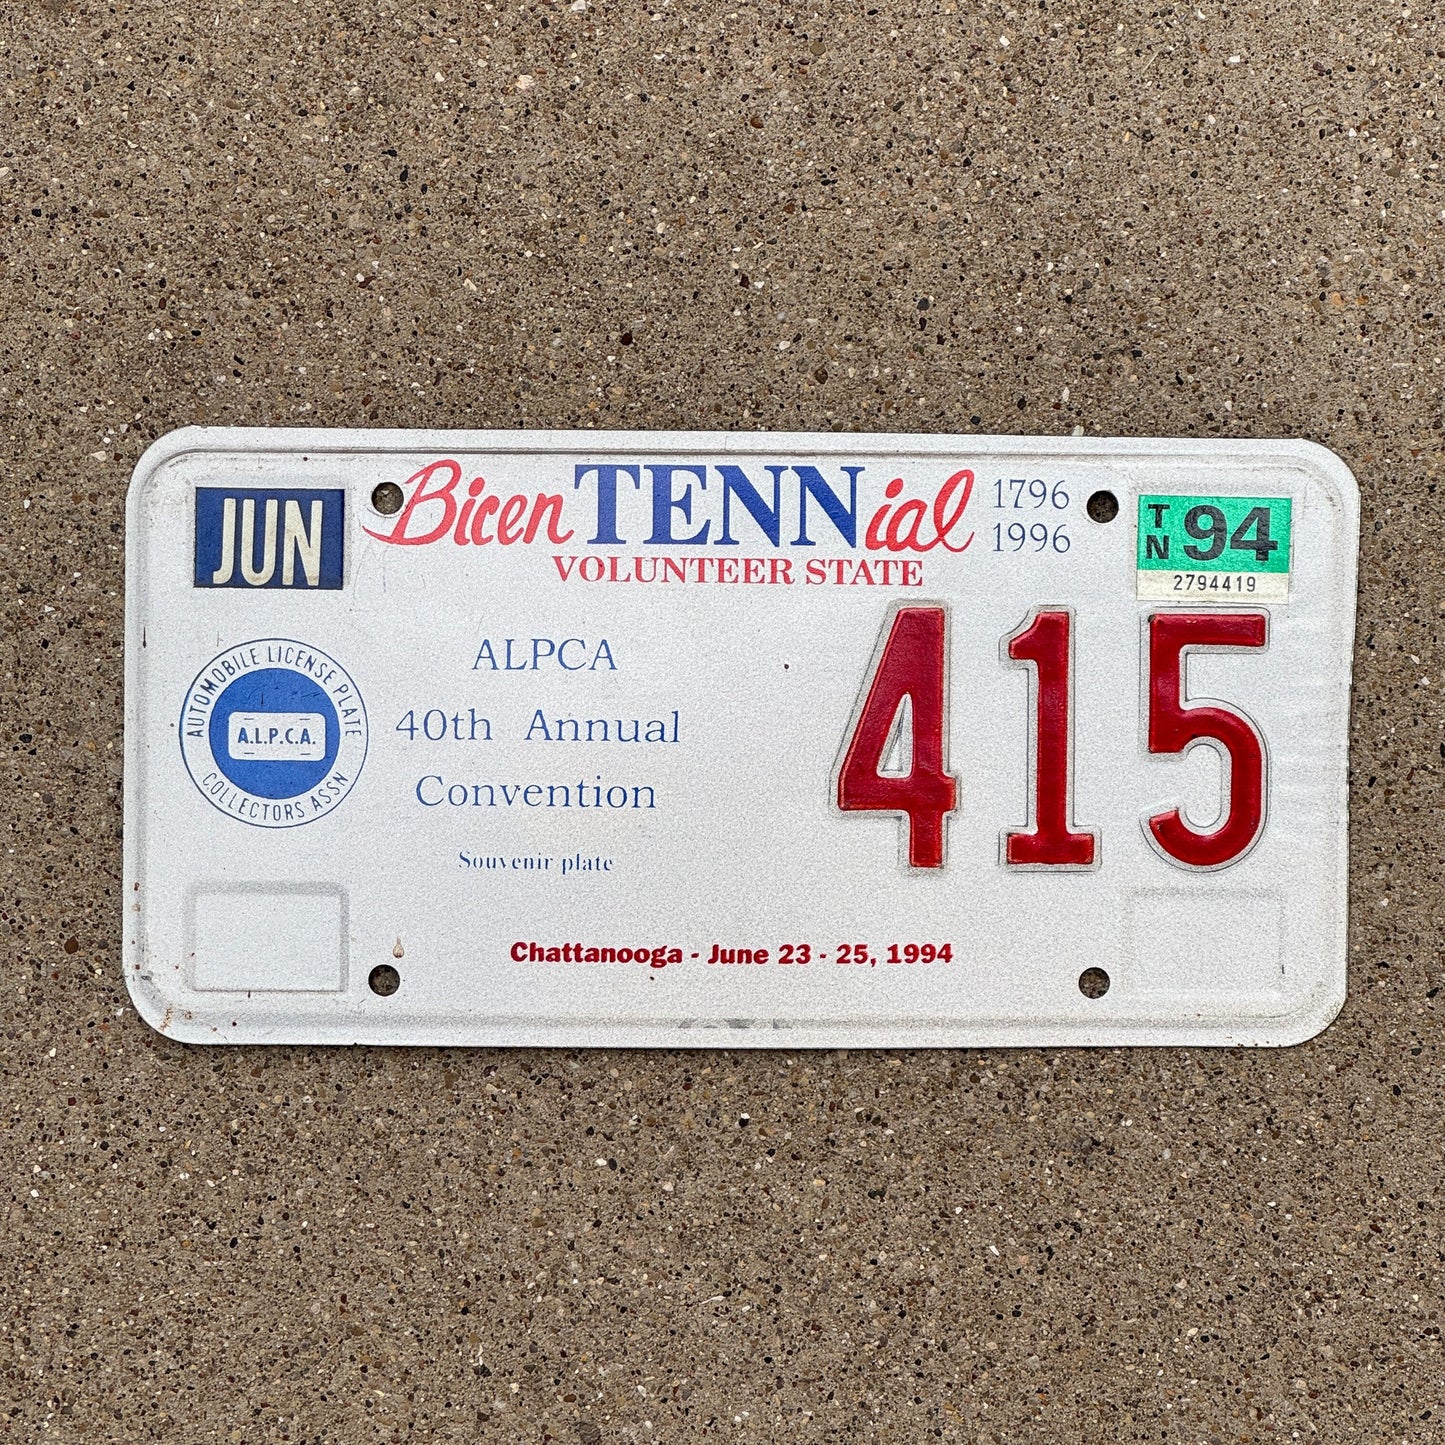 JUN
BicenTENNial
1796
1996
VOLUNTEER STATE
TN 94
2794419
AUTOMOBILE LICENSE PLATE
A.L.P.C.A.
COLLECTORS ASSN
ALPCA
40th Annual
Convention
Souvenir plate
415
Chattanooga - June 23 - 25, 1994